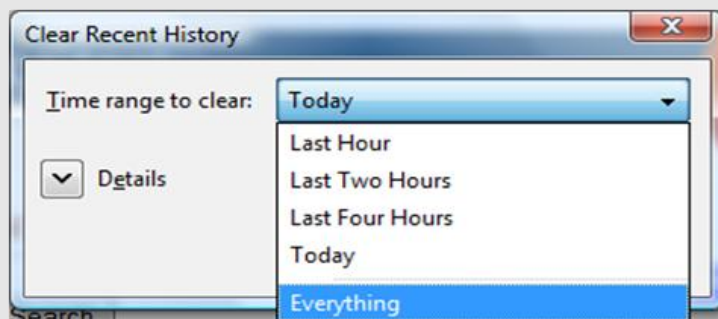 Clear Recent History
Time range to clear: Today
Last Hour
Last Two Hours
Details
Last Four Hours
Today
Everything
Search